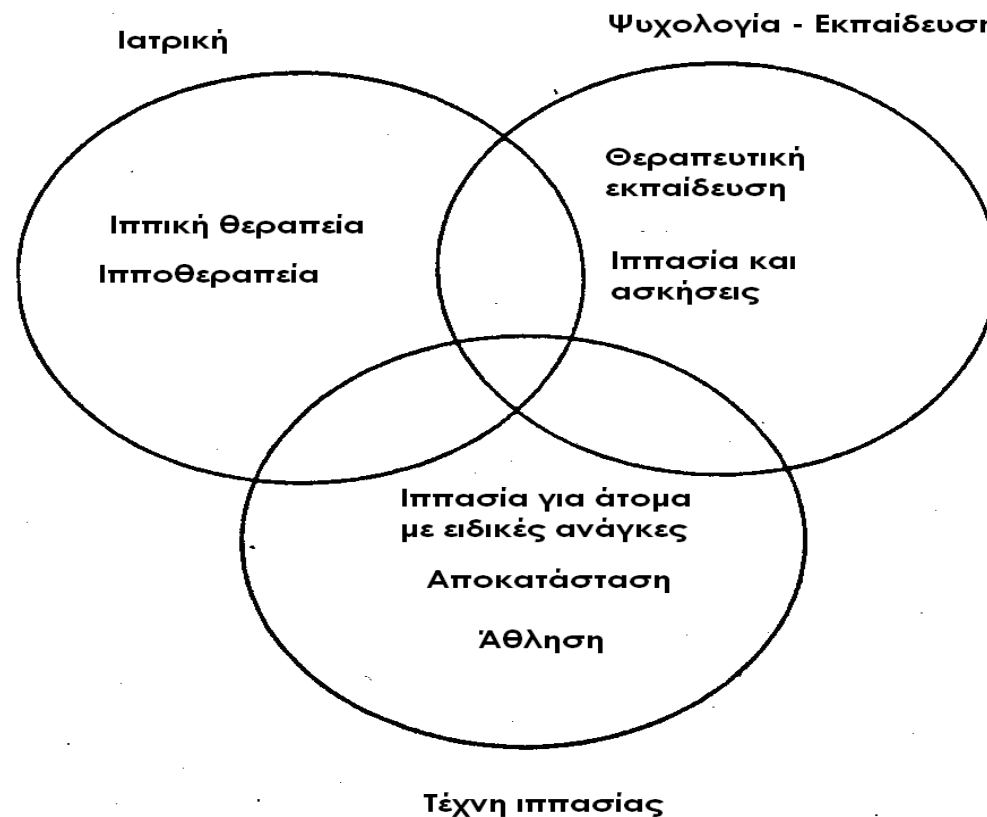 Ιατρική
Ψυχολογία - Εκπαίδευση
Ιππική θεραπεία
Ιπποθεραπεία
Θεραπευτική
εκπαίδευση
Ιππασία και
ασκήσεις
Ιππασία για άτομα
με ειδικές ανάγκες
Αποκατάσταση
Άθληση
Τέχνη ιππασίας